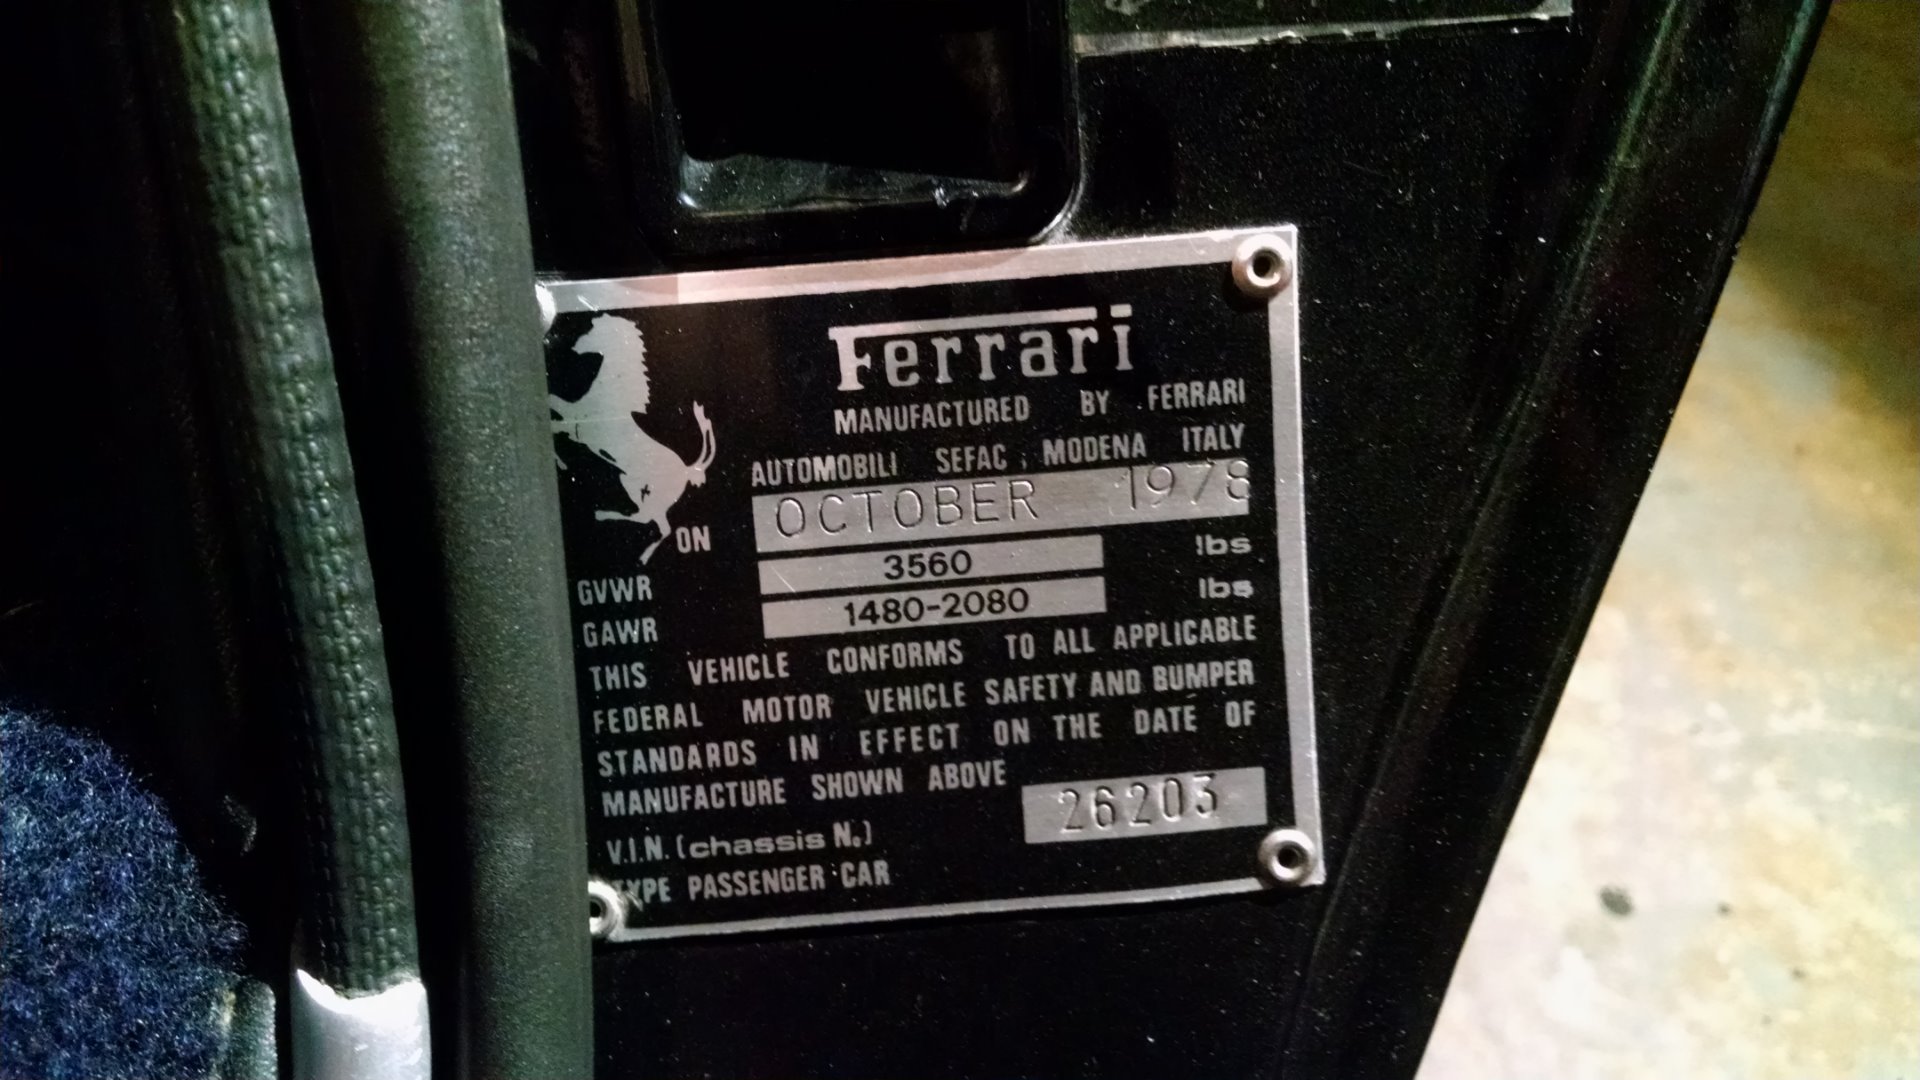 Ferrari
MANUFACTURED BY FERRARI
AUTOMOBILI SEFAC, MODENA ITALY
ON OCTOBER 1978
GVWR 3560 lbs
GAWR 1480-2080 lbs
THIS VEHICLE CONFORMS TO ALL APPLICABLE
FEDERAL MOTOR VEHICLE SAFETY AND BUMPER
STANDARDS IN EFFECT ON THE DATE OF
MANUFACTURE SHOWN ABOVE
V.I.N. (chassis No) 26203
TYPE PASSENGER CAR